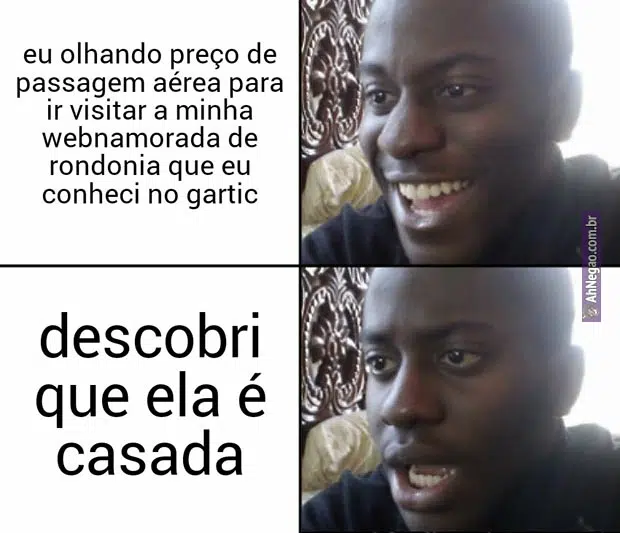 eu olhando preço de
passagem aérea para
ir visitar a minha
webnamorada de
rondonia que eu
conheci no gartic
AhNegao.com.br
descobri
que ela é
casada